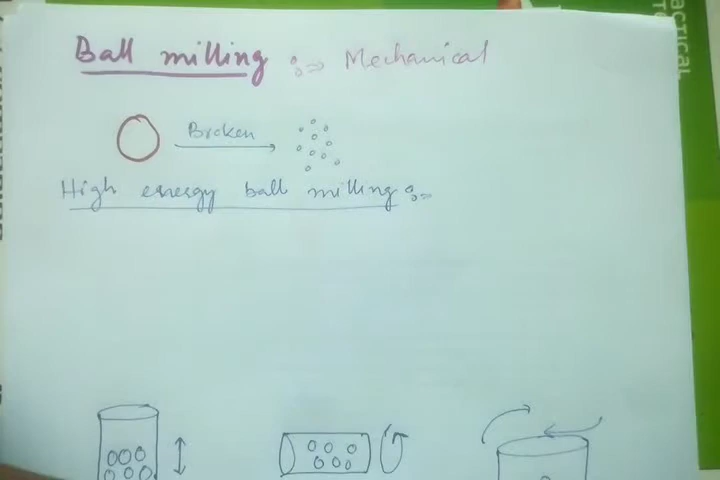 Ball milling :⇒ Mechanical
Broken
High energy ball milling :⇒